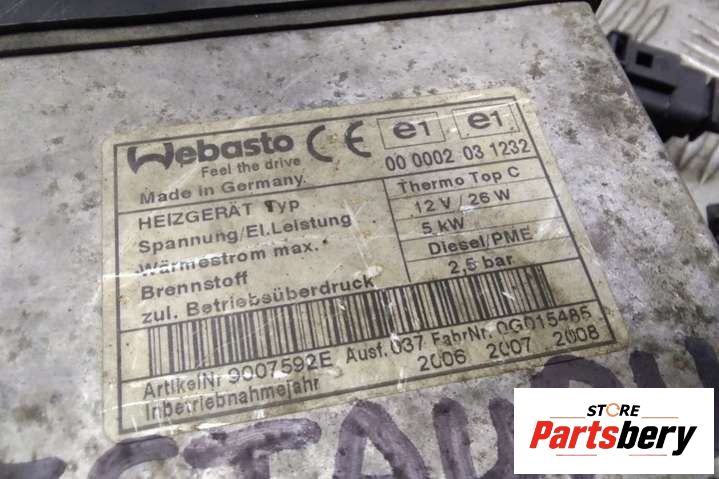 Webasto CE e1 e1
Feel the drive
00 0002 03 1232
Made in Germany.
HEIZGERÄT Typ Thermo Top C
Spannung/El.Leistung 12 V / 26 W
Wärmestrom max. 5 kW
Brennstoff Diesel/PME
zul. Betriebsüberdruck 2,5 bar
ArtikelNr 9007592E Ausf. 037 FabrNr. 0G015485
Inbetriebnahmejahr 2006 2007 2008
STORE
Partsbery